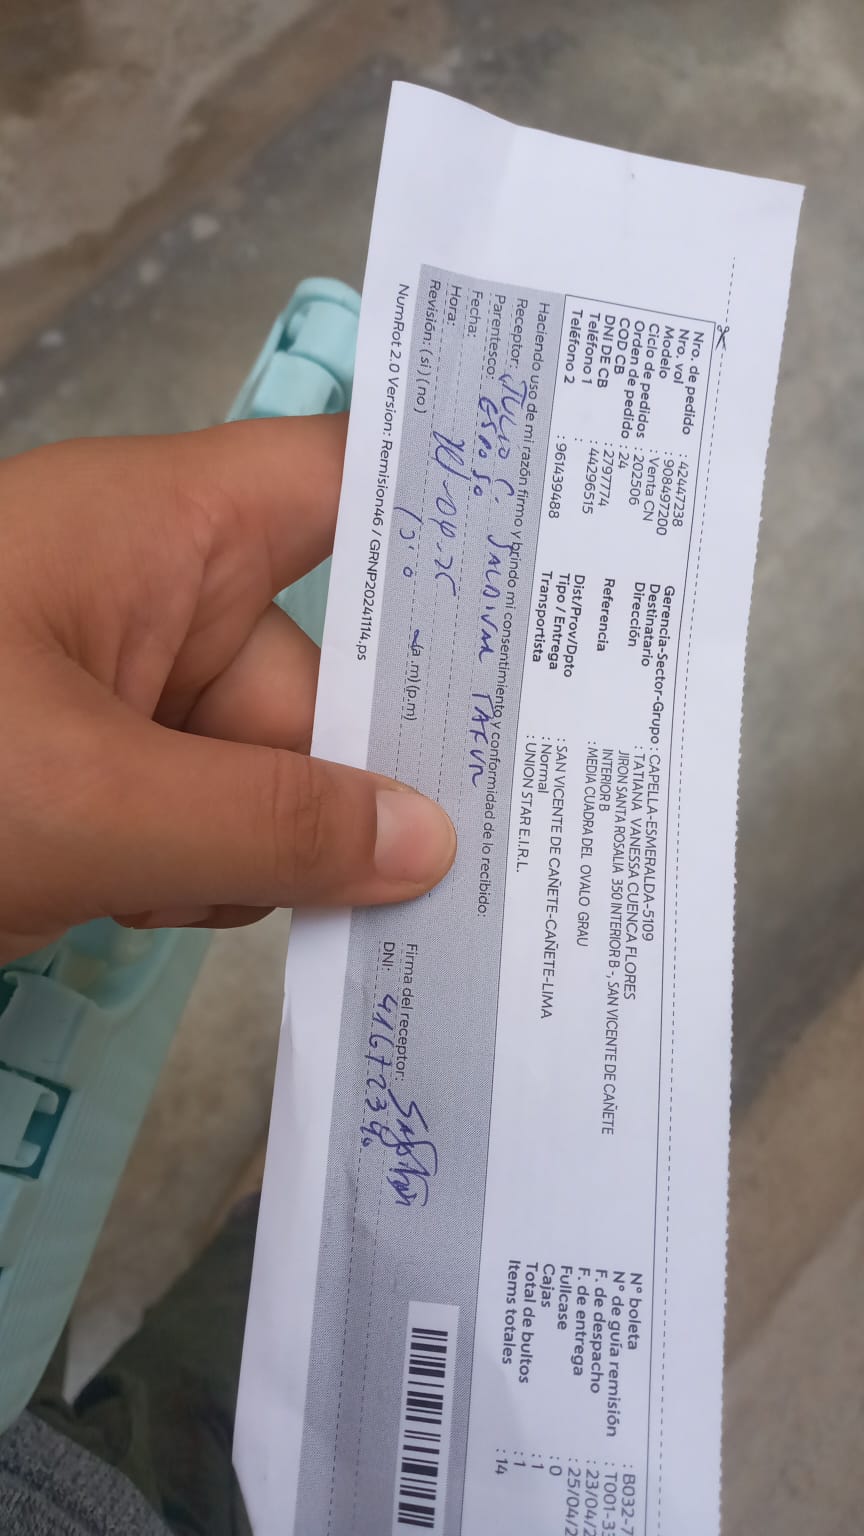 Nro. de pedido : 42447238
Nro. vol : 908497200
Modelo : Venta CN
Ciclo de pedidos : 202506
Orden de pedido : 24
COD CB : 2797774
DNI DE CB : 44296515
Teléfono 1 :
Teléfono 2 : 961439488
Gerencia-Sector-Grupo : CAPELLA-ESMERALDA-5109
Destinatario : TATIANA VANESSA CUENCA FLORES
Dirección JIRON SANTA ROSALIA 350 INTERIOR B -, SAN VICENTE DE CAÑETE
INTERIOR B
Referencia : MEDIA CUADRA DEL OVALO GRAU
Dist/Prov/Dpto : SAN VICENTE DE CAÑETE-CAÑETE-LIMA
Tipo / Entrega : Normal
Transportista : UNION STAR E.I.R.L.
N° boleta : B032-7
N° de guía remisión : T001-33
F. de despacho : 23/04/2
F. de entrega : 25/04/2
Fullcase : 0
Cajas : 1
Total de bultos : 1
Items totales : 14
Haciendo uso de mi razón firmo y brindo mi consentimiento y conformidad de lo recibido:
Receptor: JULIO C. SALDIVAR
Parentesco: ESPOSO
Fecha: -04-25
Hora: (a.m) (p.m)
Revisión: (si) (no)
Firma del receptor:
DNI:
NumRot 2.0 Version: Remision46 / GRNP20241114.ps